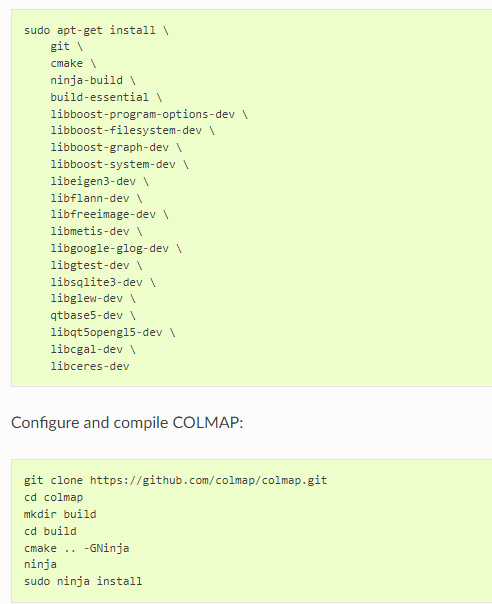 sudo apt-get install \
    git \
    cmake \
    ninja-build \
    build-essential \
    libboost-program-options-dev \
    libboost-filesystem-dev \
    libboost-graph-dev \
    libboost-system-dev \
    libeigen3-dev \
    libflann-dev \
    libfreeimage-dev \
    libmetis-dev \
    libgoogle-glog-dev \
    libgtest-dev \
    libsqlite3-dev \
    libglew-dev \
    qtbase5-dev \
    libqt5opengl5-dev \
    libcgal-dev \
    libceres-dev
Configure and compile COLMAP:
git clone https://github.com/colmap/colmap.git
cd colmap
mkdir build
cd build
cmake .. -GNinja
ninja
sudo ninja install